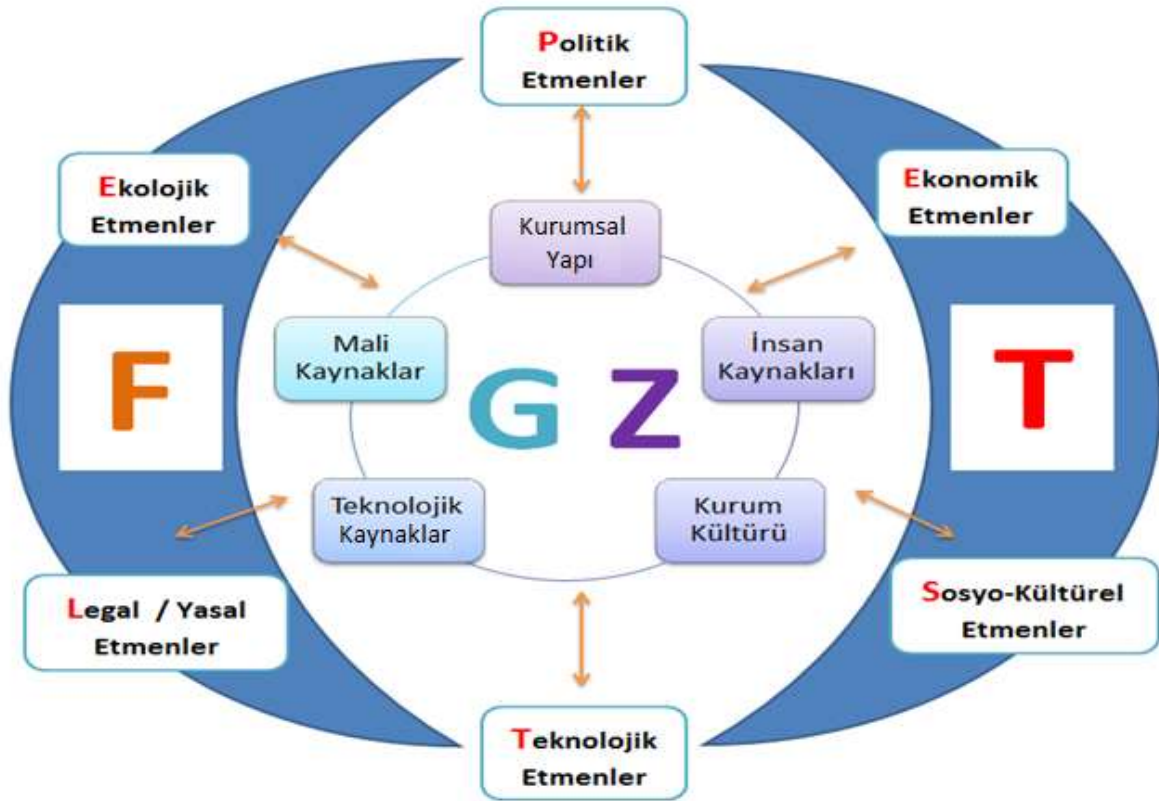 Politik
Etmenler
Ekolojik
Etmenler
Ekonomik
Etmenler
Kurumsal
Yapı
Mali
Kaynaklar
İnsan
Kaynakları
F
G Z
T
Teknolojik
Kaynaklar
Kurum
Kültürü
Legal / Yasal
Etmenler
Sosyo-Kültürel
Etmenler
Teknolojik
Etmenler